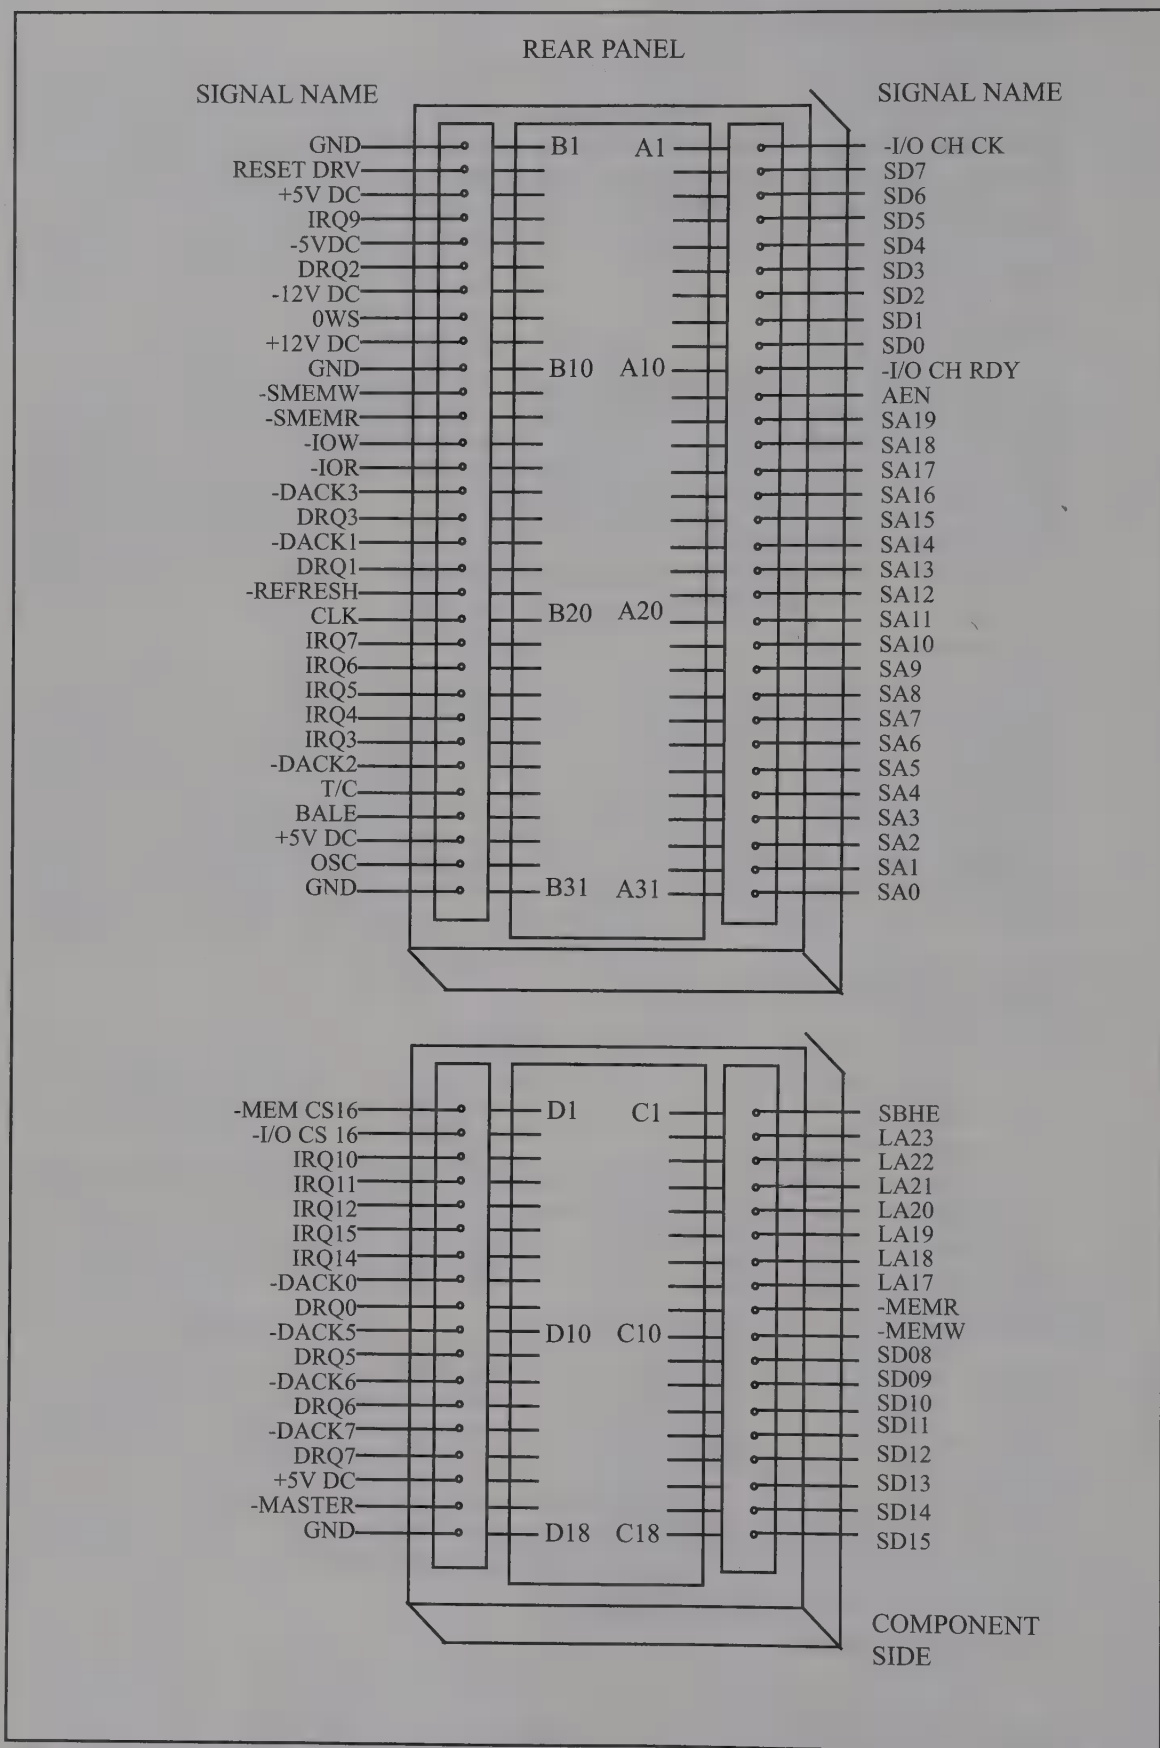 REAR PANEL
SIGNAL NAME SIGNAL NAME
GND B1 A1 -I/O CH CK
RESET DRV SD7
+5V DC SD6
IRQ9 SD5
-5VDC SD4
DRQ2 SD3
-12V DC SD2
0WS SD1
+12V DC SD0
GND B10 A10 -I/O CH RDY
-SMEMW AEN
-SMEMR SA19
-IOW SA18
-IOR SA17
-DACK3 SA16
DRQ3 SA15
-DACK1 SA14
DRQ1 SA13
-REFRESH SA12
CLK B20 A20 SA11
IRQ7 SA10
IRQ6 SA9
IRQ5 SA8
IRQ4 SA7
IRQ3 SA6
-DACK2 SA5
T/C SA4
BALE SA3
+5V DC SA2
OSC SA1
GND B31 A31 SA0
-MEM CS16 D1 C1 SBHE
-I/O CS 16 LA23
IRQ10 LA22
IRQ11 LA21
IRQ12 LA20
IRQ15 LA19
IRQ14 LA18
-DACK0 LA17
DRQ0 -MEMR
-DACK5 D10 C10 -MEMW
DRQ5 SD08
-DACK6 SD09
DRQ6 SD10
-DACK7 SD11
DRQ7 SD12
+5V DC SD13
-MASTER SD14
GND D18 C18 SD15
COMPONENT
SIDE